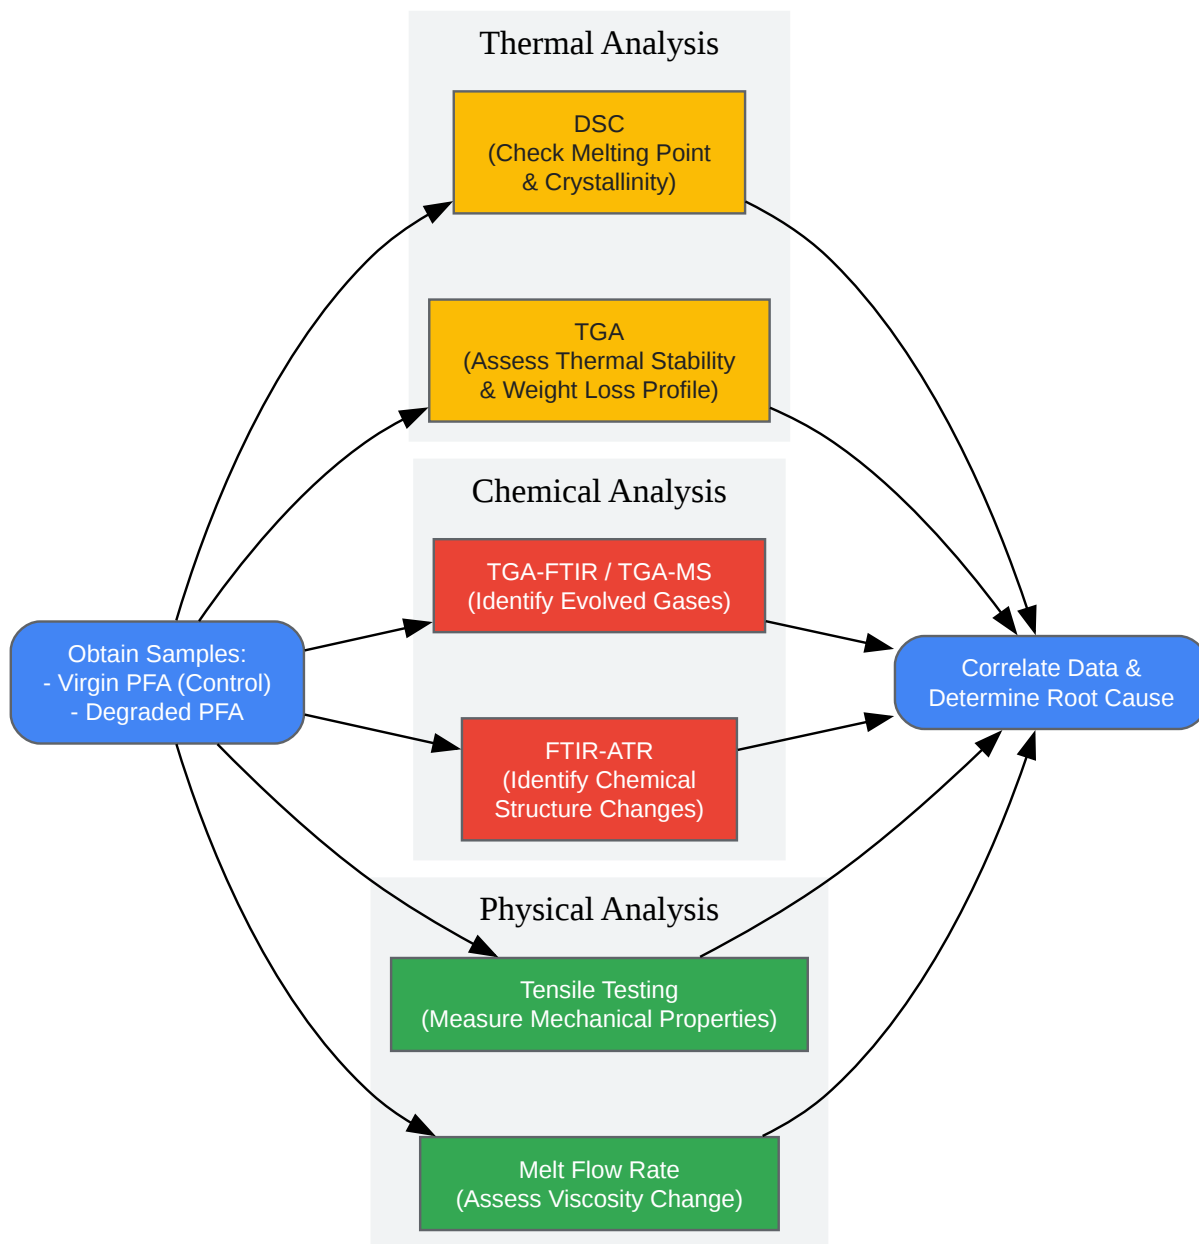 Thermal Analysis
DSC
(Check Melting Point
& Crystallinity)
TGA
(Assess Thermal Stability
& Weight Loss Profile)
Chemical Analysis
TGA-FTIR / TGA-MS
(Identify Evolved Gases)
Obtain Samples:
- Virgin PFA (Control)
- Degraded PFA
Correlate Data &
Determine Root Cause
FTIR-ATR
(Identify Chemical
Structure Changes)
Physical Analysis
Tensile Testing
(Measure Mechanical Properties)
Melt Flow Rate
(Assess Viscosity Change)